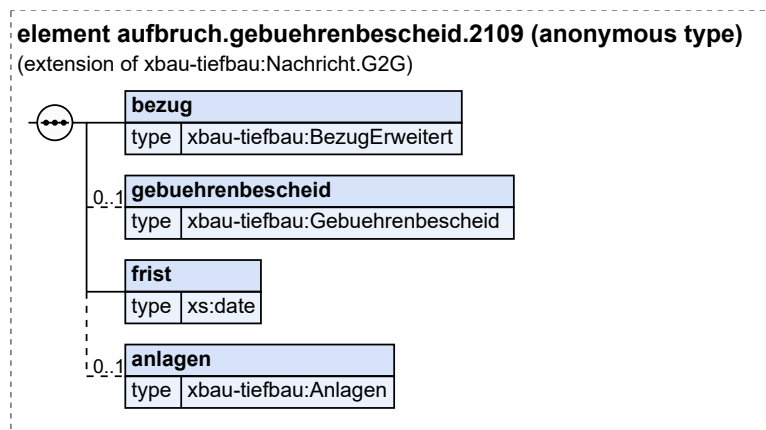 element aufbruch.gebuehrenbescheid.2109 (anonymous type)
(extension of xbau-tiefbau:Nachricht.G2G)
bezug
type xbau-tiefbau:BezugErweitert
0..1 gebuehrenbescheid
type xbau-tiefbau:Gebuehrenbescheid
frist
type xs:date
0..1 anlagen
type xbau-tiefbau:Anlagen